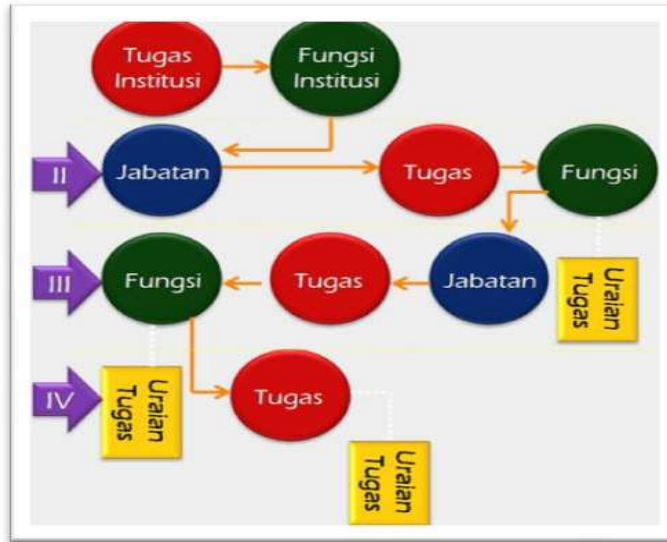 Tugas
Institusi
Fungsi
Institusi
II
Jabatan
Tugas
Fungsi
III
Fungsi
Tugas
Jabatan
Uraian
Tugas
IV
Uraian
Tugas
Tugas
Uraian
Tugas